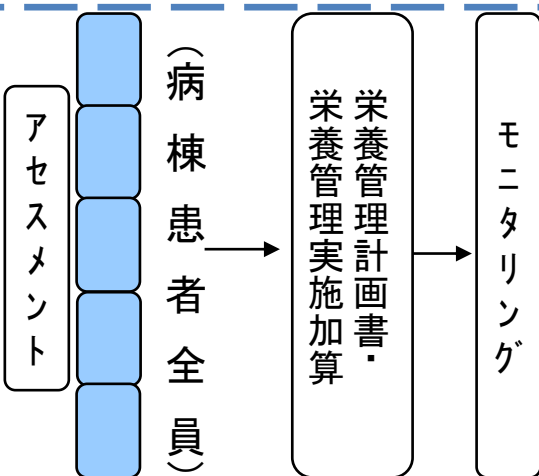 アセスメント
（病棟患者全員）
栄養管理計画書・
栄養管理実施加算
モニタリング